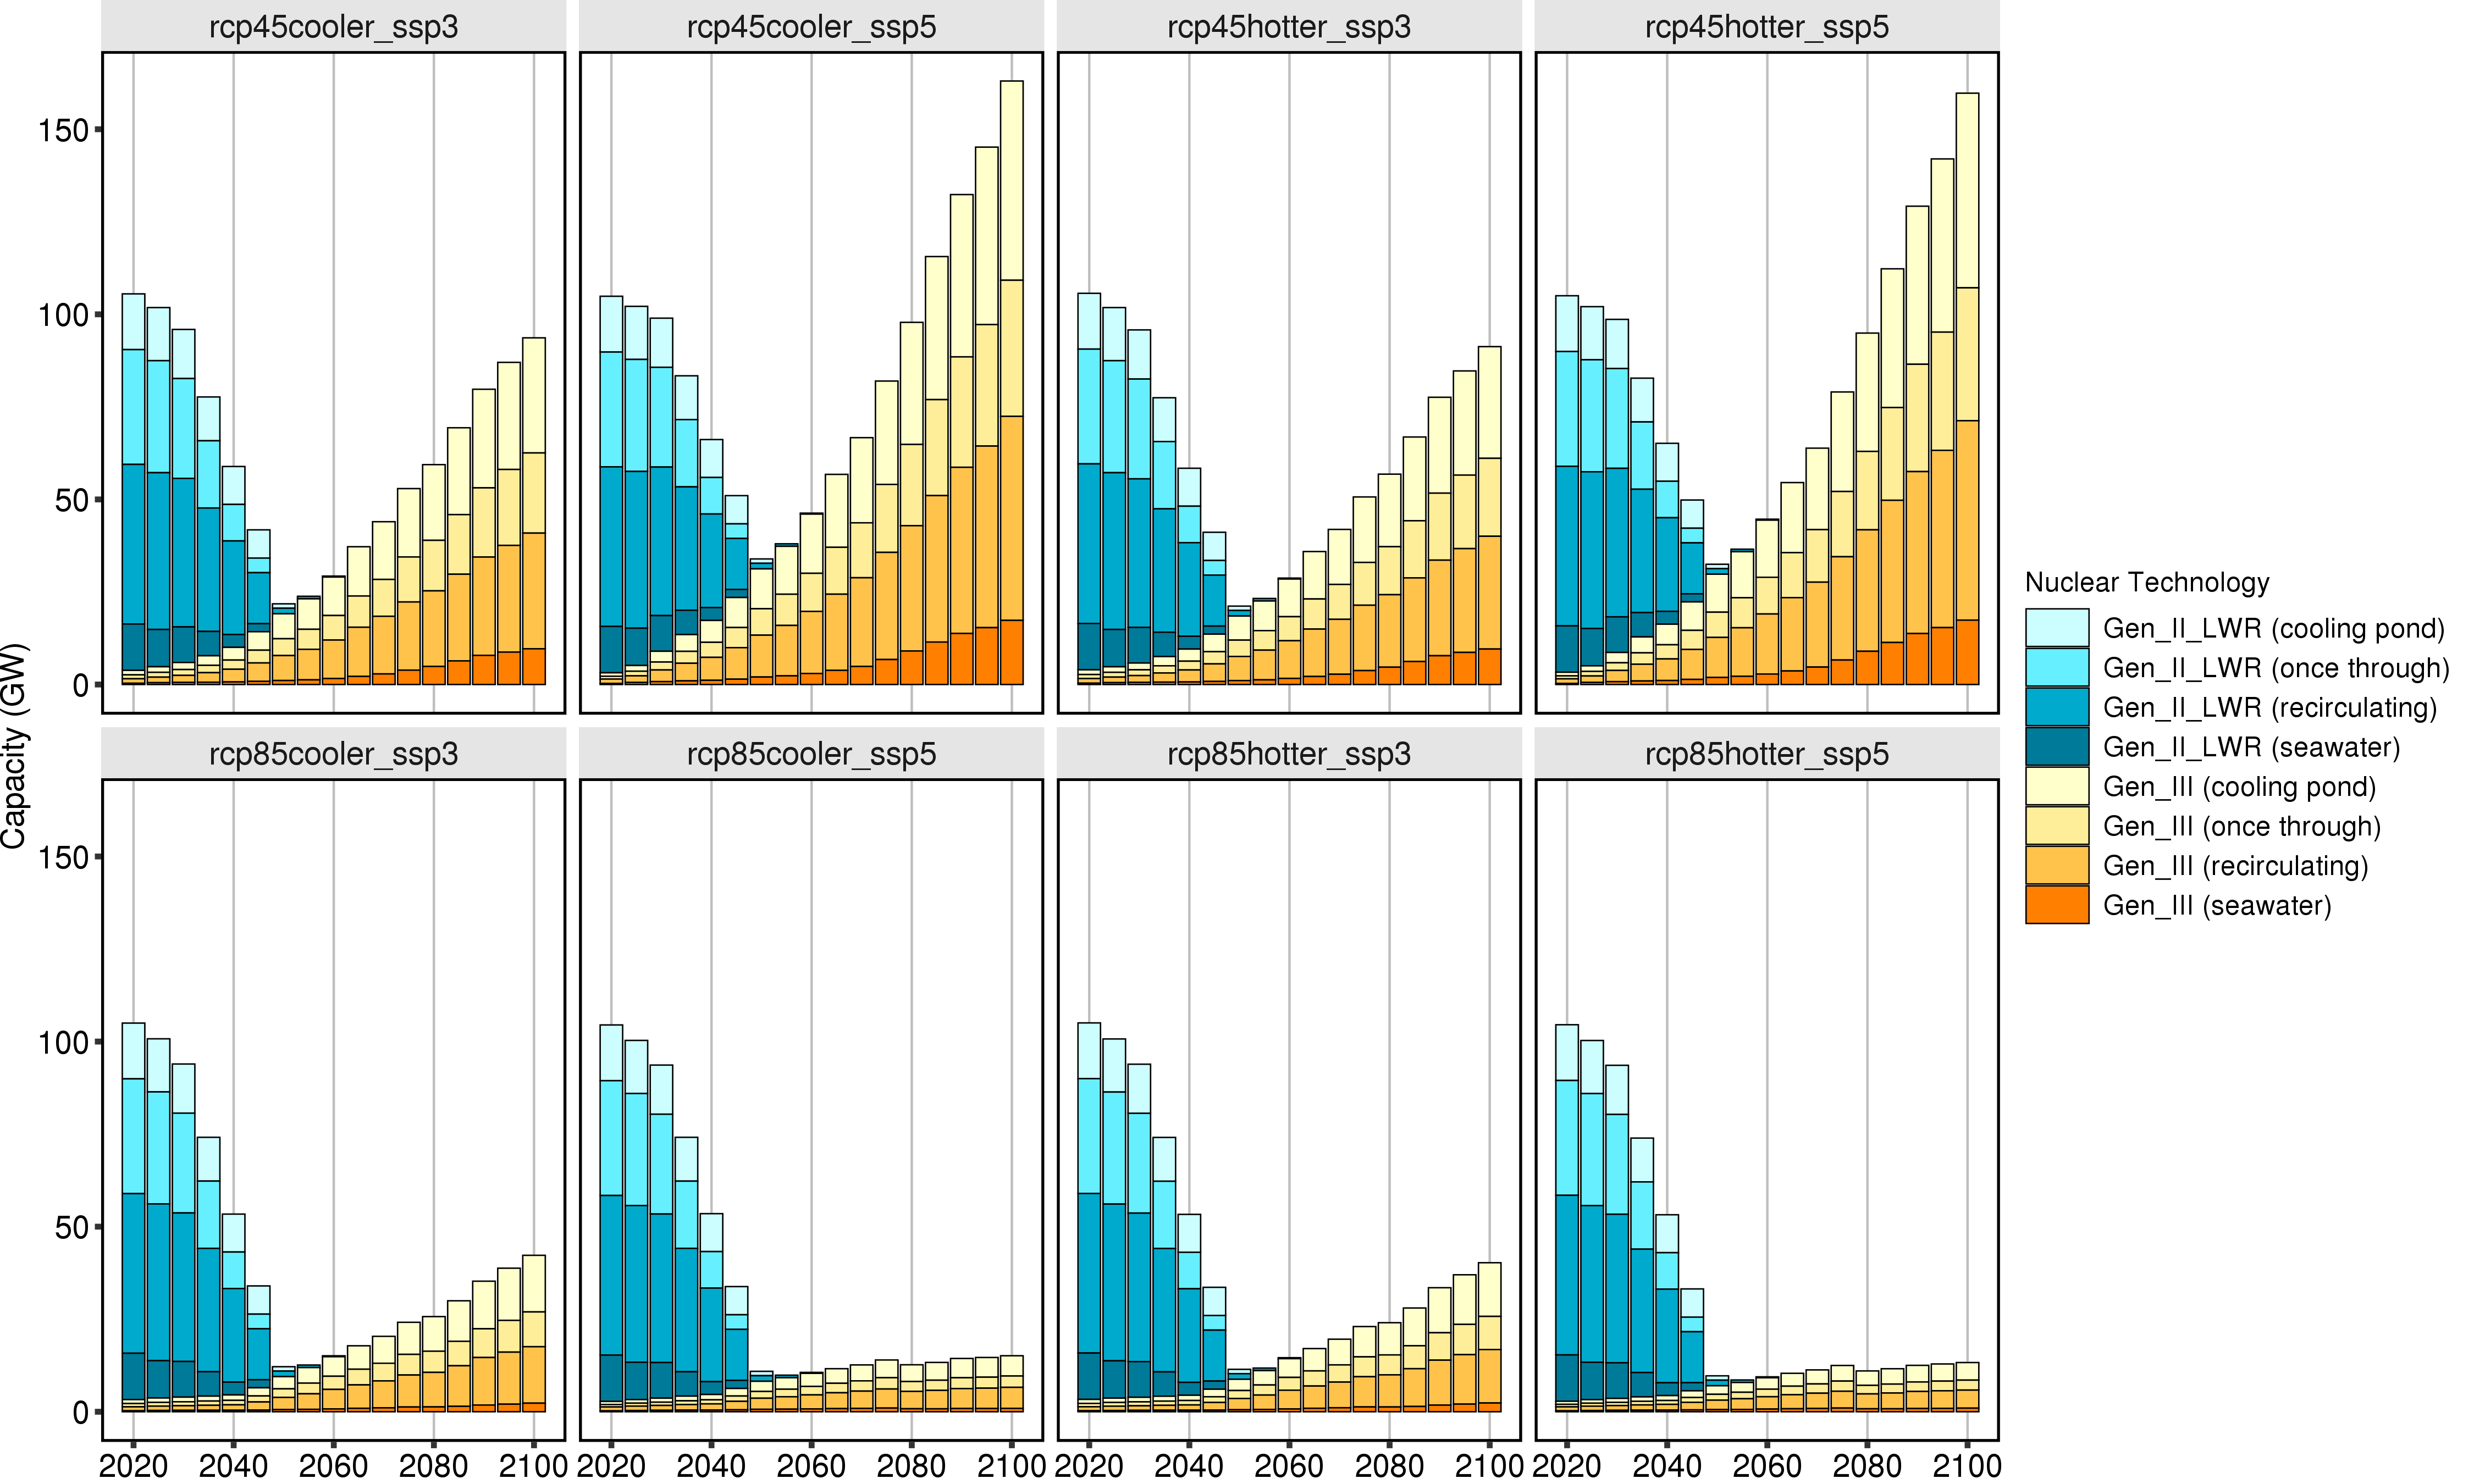 rcp45cooler_ssp3 rcp45cooler_ssp5 rcp45hotter_ssp3 rcp45hotter_ssp5
150
100
50
0
Capacity (GW)
rcp85cooler_ssp3 rcp85cooler_ssp5 rcp85hotter_ssp3 rcp85hotter_ssp5
150
100
50
0
2020 2040 2060 2080 2100 2020 2040 2060 2080 2100 2020 2040 2060 2080 2100 2020 2040 2060 2080 2100
Nuclear Technology
Gen_II_LWR (cooling pond)
Gen_II_LWR (once through)
Gen_II_LWR (recirculating)
Gen_II_LWR (seawater)
Gen_III (cooling pond)
Gen_III (once through)
Gen_III (recirculating)
Gen_III (seawater)